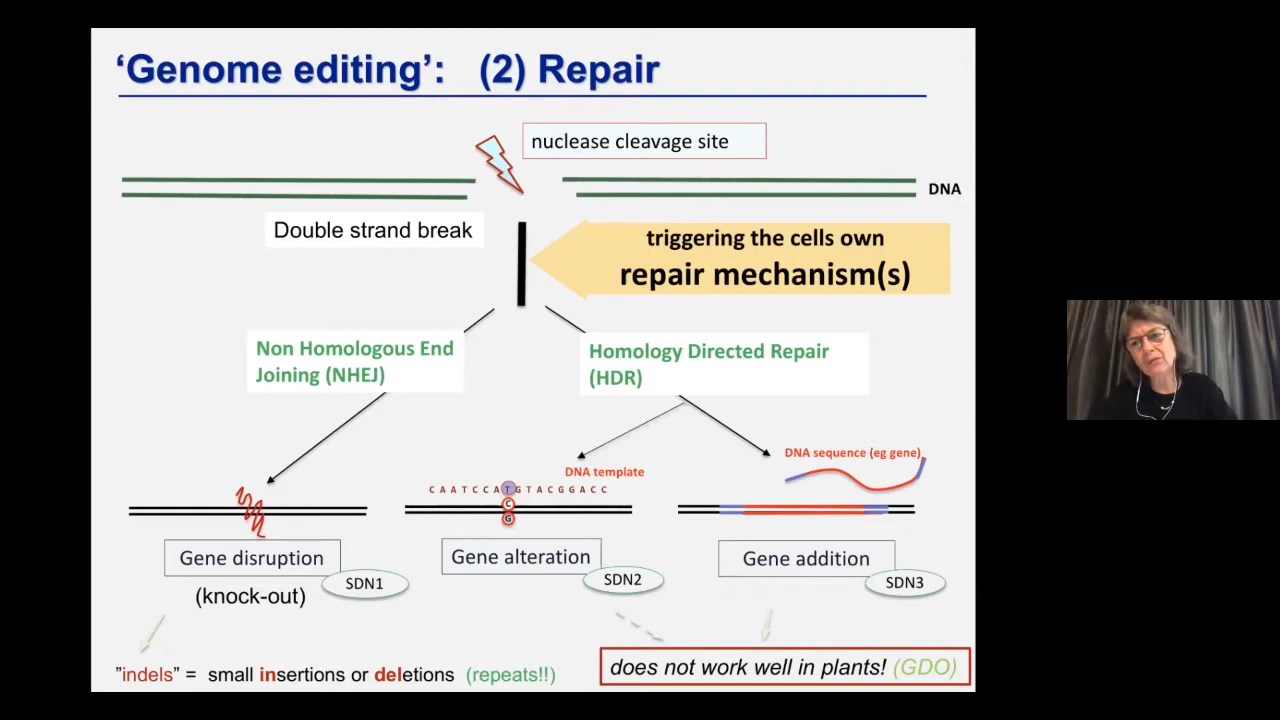 ‘Genome editing’: (2) Repair
nuclease cleavage site
DNA
Double strand break
triggering the cells own
repair mechanism(s)
Non Homologous End
Joining (NHEJ)
Homology Directed Repair
(HDR)
DNA sequence (eg gene)
DNA template
C A A T C C A T G T A C G G A C C
C
G
Gene disruption
SDN1
(knock-out)
Gene alteration
SDN2
Gene addition
SDN3
”indels” = small insertions or deletions (repeats!!)
does not work well in plants! (GDO)